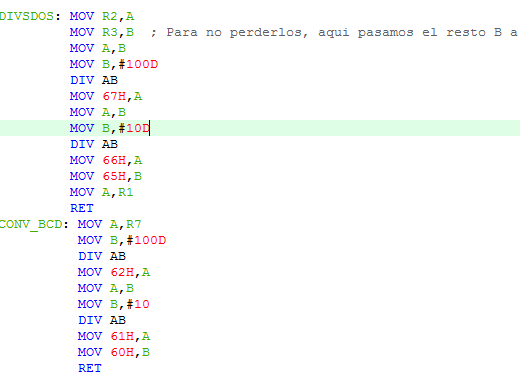 DIVSDOS: MOV R2,A
MOV R3,B ; Para no perderlos, aqui pasamos el resto B a
MOV A,B
MOV B,#100D
DIV AB
MOV 67H,A
MOV A,B
MOV B,#10D
DIV AB
MOV 66H,A
MOV 65H,B
MOV A,R1
RET
CONV_BCD: MOV A,R7
MOV B,#100D
DIV AB
MOV 62H,A
MOV A,B
MOV B,#10
DIV AB
MOV 61H,A
MOV 60H,B
RET